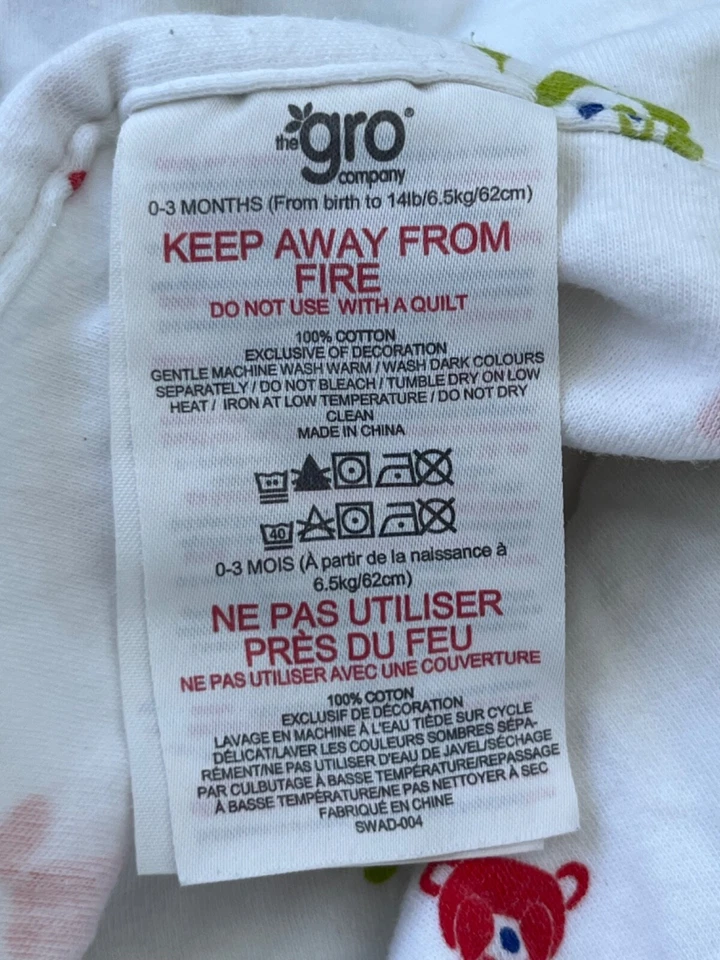 the gro®
company
0-3 MONTHS (From birth to 14lb/6.5kg/62cm)
KEEP AWAY FROM
FIRE
DO NOT USE WITH A QUILT
100% COTTON
EXCLUSIVE OF DECORATION
GENTLE MACHINE WASH WARM / WASH DARK COLOURS
SEPARATELY / DO NOT BLEACH / TUMBLE DRY ON LOW
HEAT / IRON AT LOW TEMPERATURE / DO NOT DRY
CLEAN
MADE IN CHINA
40
0-3 MOIS (À partir de la naissance à
6.5kg/62cm)
NE PAS UTILISER
PRÈS DU FEU
NE PAS UTILISER AVEC UNE COUVERTURE
100% COTON
EXCLUSIF DE DÉCORATION
LAVAGE EN MACHINE À L'EAU TIÈDE SUR CYCLE
DÉLICAT/LAVER LES COULEURS SOMBRES SÉPA-
RÉMENT/NE PAS UTILISER D'EAU DE JAVEL/SÉCHAGE
PAR CULBUTAGE À BASSE TEMPÉRATURE/REPASSAGE
À BASSE TEMPÉRATURE/NE PAS NETTOYER À SEC
FABRIQUÉ EN CHINE
SWAD-004